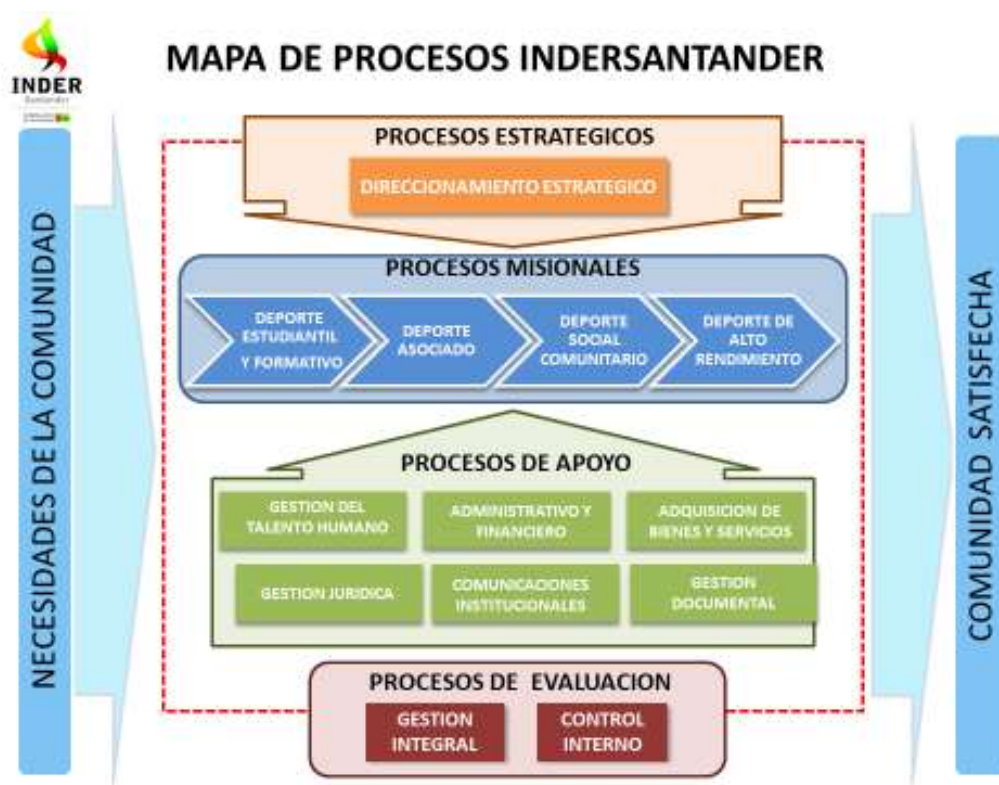 INDER
Santander
MAPA DE PROCESOS INDERSANTANDER
NECESIDADES DE LA COMUNIDAD
PROCESOS ESTRATEGICOS
DIRECCIONAMIENTO ESTRATEGICO
PROCESOS MISIONALES
DEPORTE
ESTUDIANTIL
Y FORMATIVO
DEPORTE
ASOCIADO
DEPORTE
SOCIAL
COMUNITARIO
DEPORTE DE
ALTO
RENDIMIENTO
PROCESOS DE APOYO
GESTION DEL
TALENTO HUMANO
ADMINISTRATIVO Y
FINANCIERO
ADQUISICION DE
BIENES Y SERVICIOS
GESTION JURIDICA
COMUNICACIONES
INSTITUCIONALES
GESTION
DOCUMENTAL
PROCESOS DE EVALUACION
GESTION
INTEGRAL
CONTROL
INTERNO
COMUNIDAD SATISFECHA